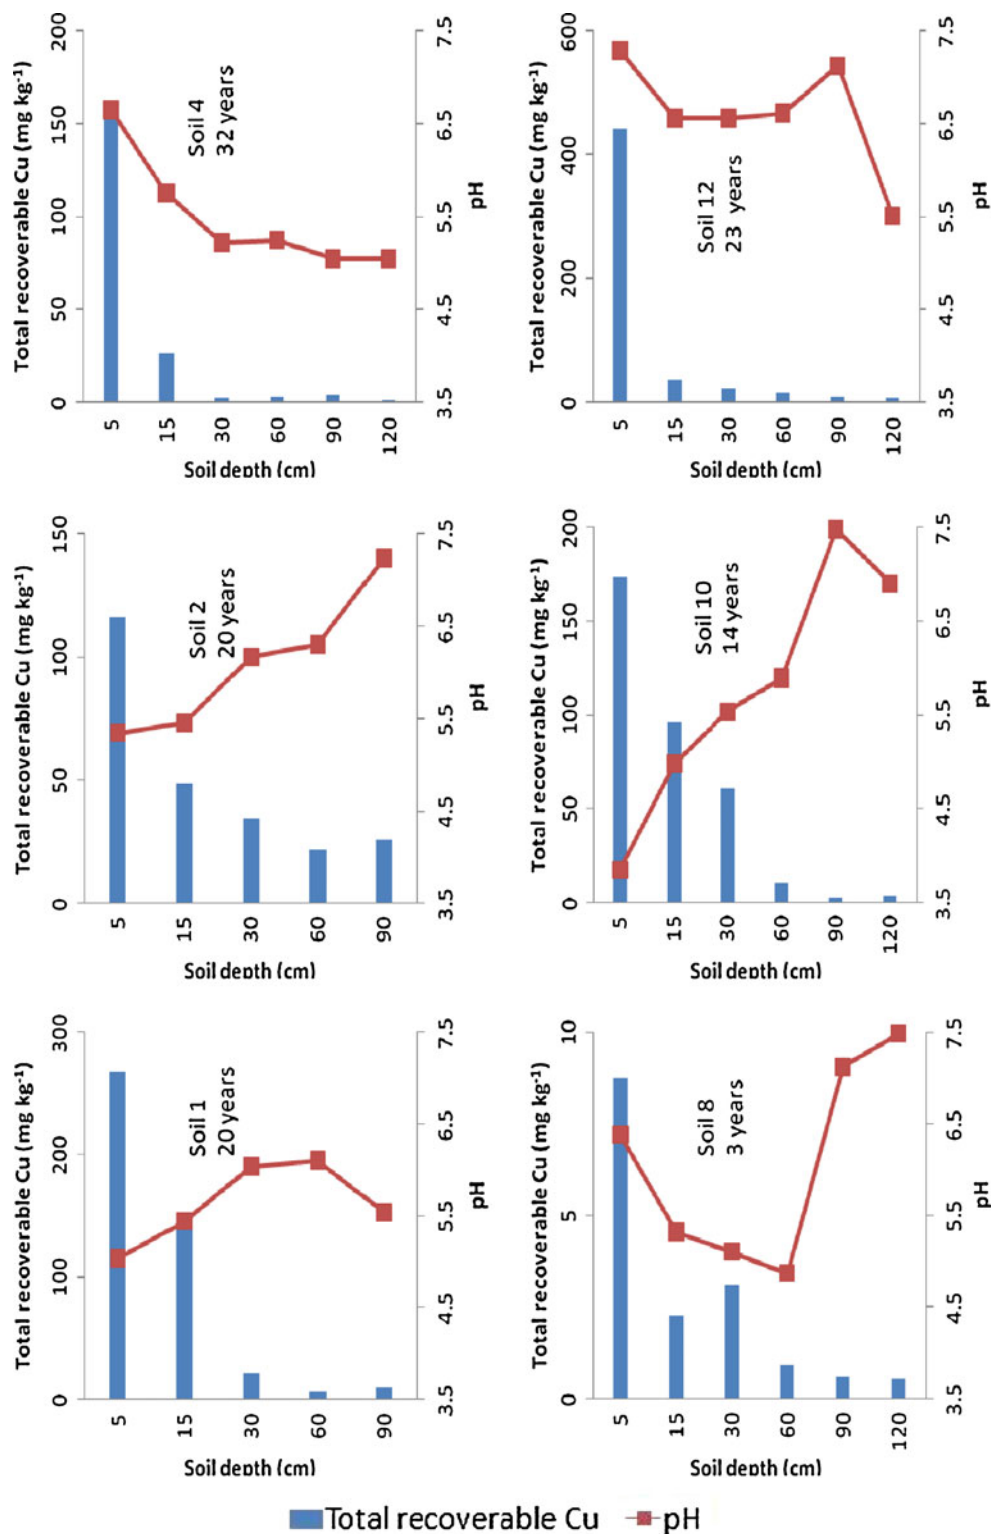 Total recoverable Cu (mg kg⁻¹)
200
150
100
50
0
7.5
6.5
5.5
4.5
3.5
pH
Soil 4
32 years
5
15
30
60
90
120
Soil depth (cm)
Total recoverable Cu (mg kg⁻¹)
600
400
200
0
7.5
6.5
5.5
4.5
3.5
pH
Soil 12
23 years
5
15
30
60
90
120
Soil depth (cm)
Total recoverable Cu (mg kg⁻¹)
150
100
50
0
7.5
6.5
5.5
4.5
3.5
pH
Soil 2
20 years
5
15
30
60
90
Soil depth (cm)
Total recoverable Cu (mg kg⁻¹)
200
150
100
50
0
7.5
6.5
5.5
4.5
3.5
pH
Soil 10
14 years
5
15
30
60
90
120
Soil depth (cm)
Total recoverable Cu (mg kg⁻¹)
300
200
100
0
7.5
6.5
5.5
4.5
3.5
pH
Soil 1
20 years
5
15
30
60
90
Soil depth (cm)
Total recoverable Cu (mg kg⁻¹)
10
5
0
7.5
6.5
5.5
4.5
3.5
pH
Soil 8
3 years
5
15
30
60
90
120
Soil depth (cm)
Total recoverable Cu pH